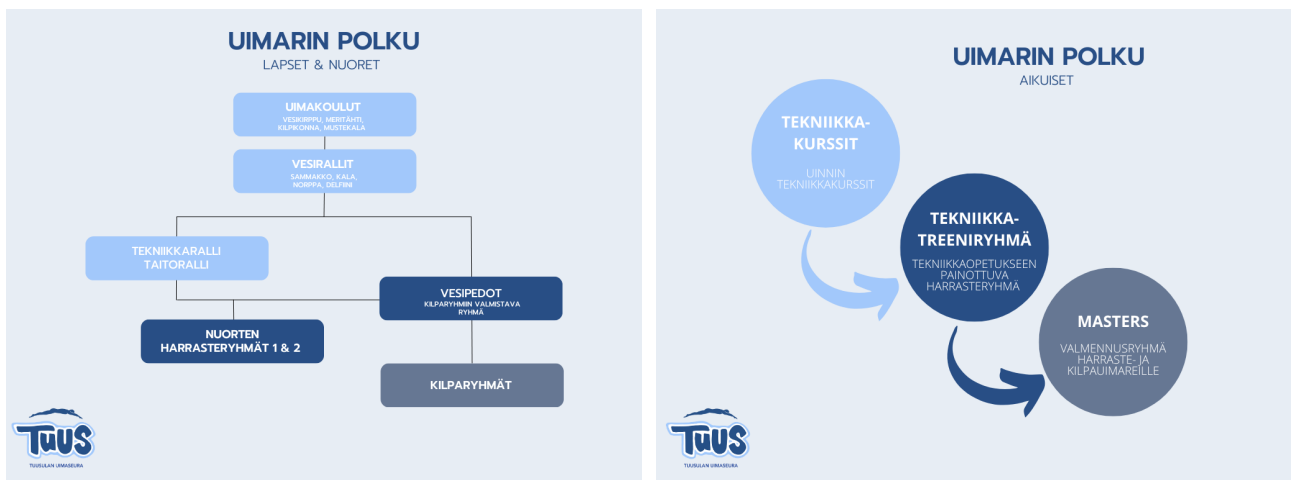 UIMARIN POLKU
LAPSET & NUORET
UIMAKOULUT
VESIKIRPPU, MERITÄHTI,
KILPIKONNA, MUSTEKALA
VESIRALLIT
SAMMAKKO, KALA,
NORPPA, DELFIINI
TEKNIIKKARALLI
TAITORALLI
VESIPEDOT
KILPARYHMIIN VALMISTAVA
RYHMÄ
NUORTEN
HARRASTERYHMÄT 1 & 2
KILPARYHMÄT
TUUS
TUUSULAN UIMASEURA
UIMARIN POLKU
AIKUISET
TEKNIIKKA-
KURSSIT
UINNIN
TEKNIIKKAKURSSIT
TEKNIIKKA-
TREENIRYHMÄ
TEKNIIKKAOPETUKSEEN
PAINOTTUVA
HARRASTERYHMÄ
MASTERS
VALMENNUSRYHMÄ
HARRASTE- JA
KILPAUIMAREILLE
TUUS
TUUSULAN UIMASEURA